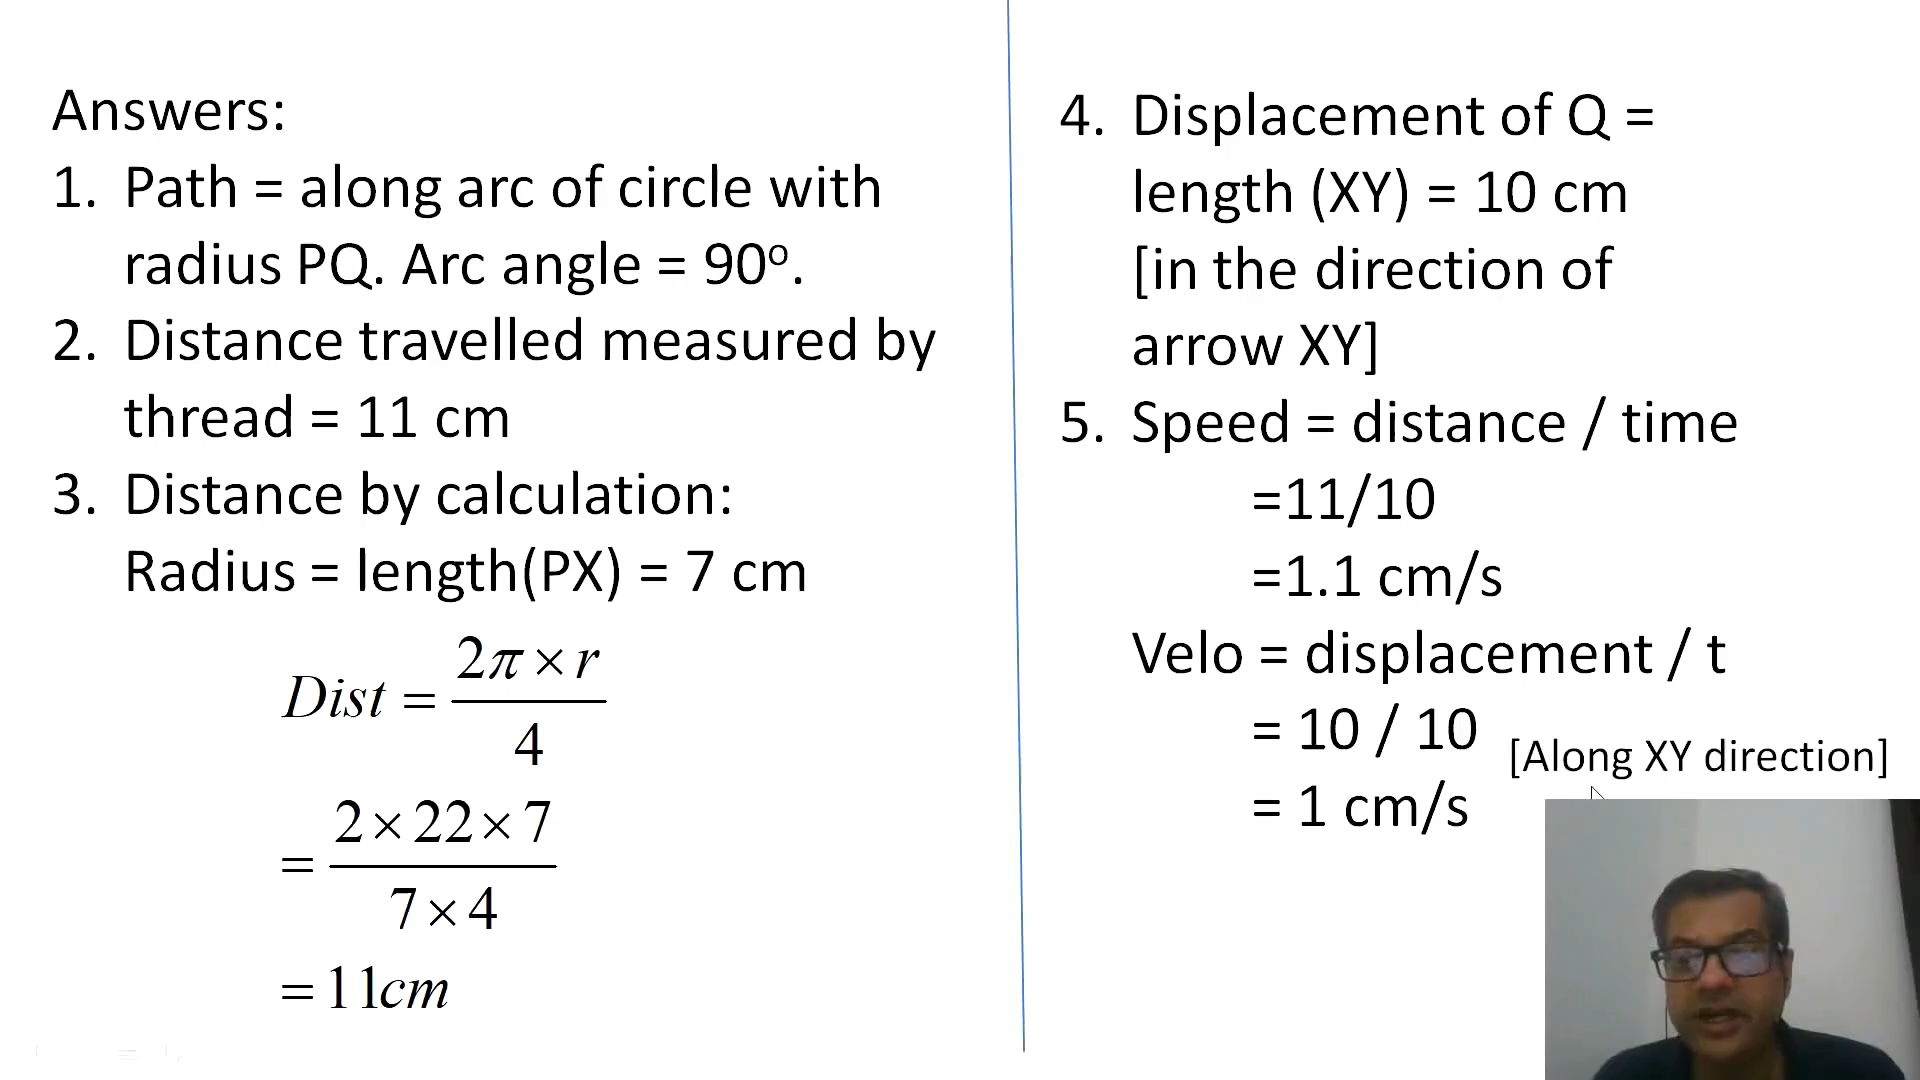 Answers:
1. Path = along arc of circle with
radius PQ. Arc angle = 90º.
2. Distance travelled measured by
thread = 11 cm
3. Distance by calculation:
Radius = length(PX) = 7 cm
Dist = 2π × r / 4
= 2 × 22 × 7 / 7 × 4
= 11cm
4. Displacement of Q =
length (XY) = 10 cm
[in the direction of
arrow XY]
5. Speed = distance / time
=11/10
=1.1 cm/s
Velo = displacement / t
= 10 / 10
[Along XY direction]
= 1 cm/s